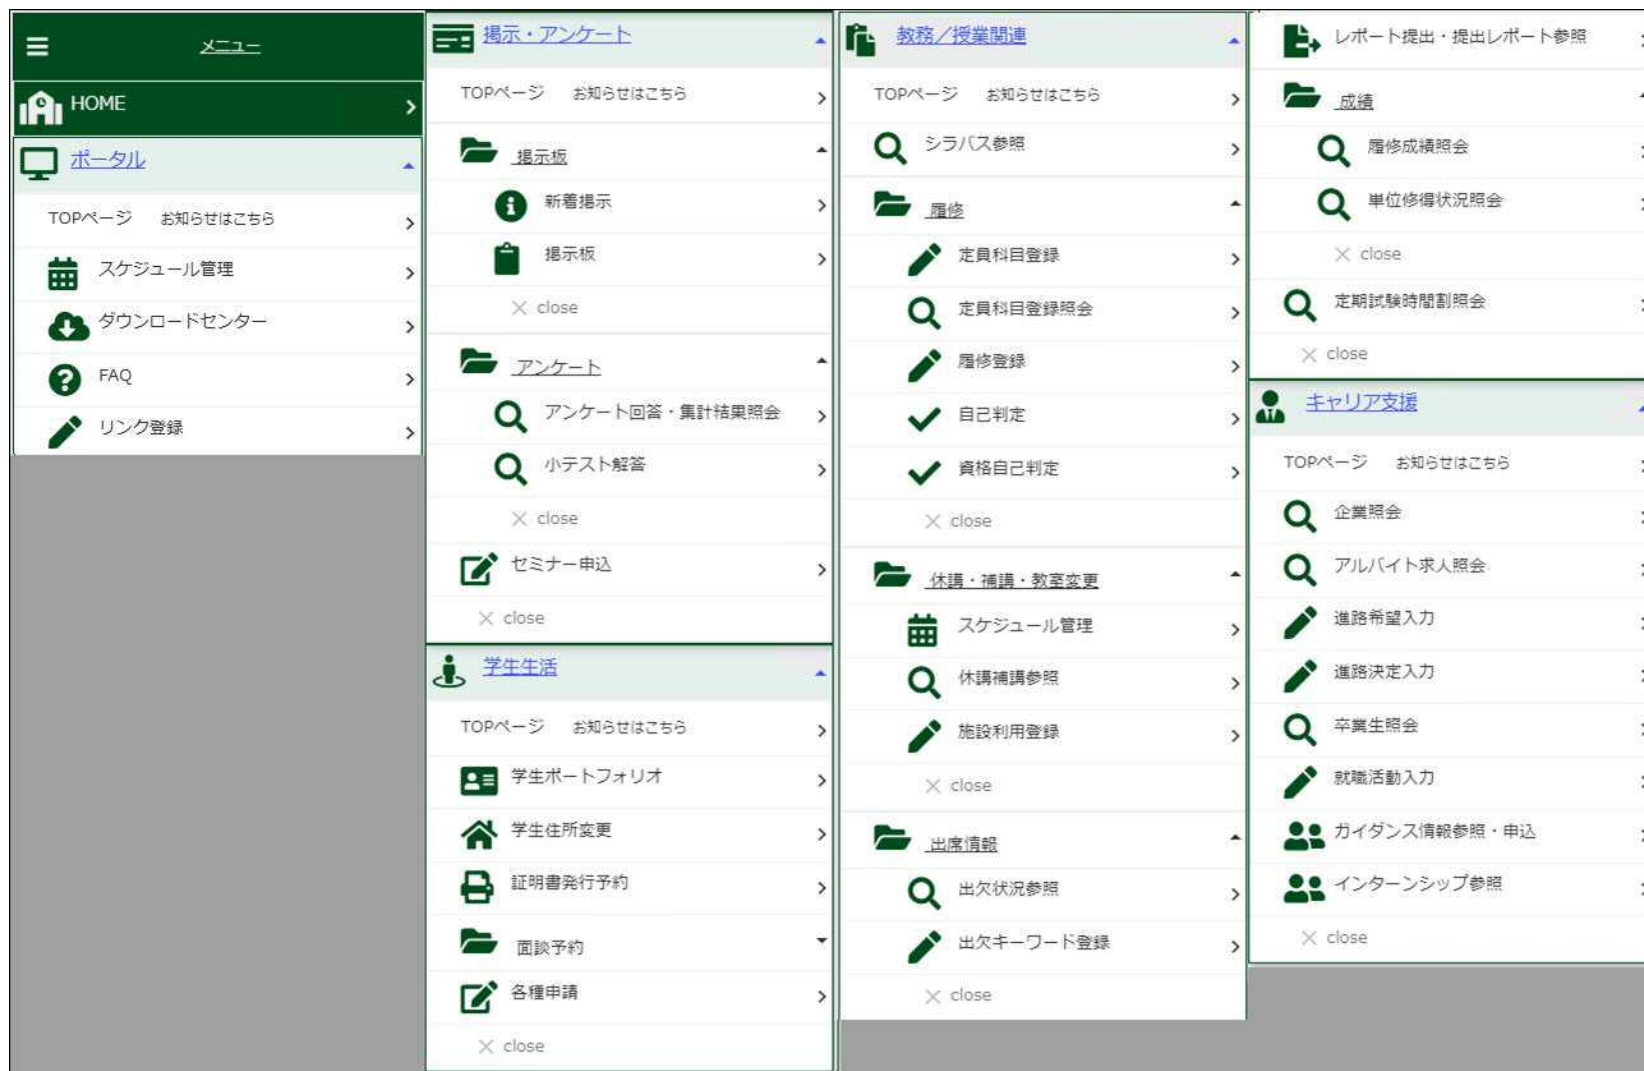 メニュー
HOME
ポータル
TOPページ お知らせはこちら
スケジュール管理
ダウンロードセンター
FAQ
リンク登録
掲示・アンケート
TOPページ お知らせはこちら
掲示板
新着掲示
掲示板
× close
アンケート
アンケート回答・集計結果照会
小テスト解答
× close
セミナー申込
× close
学生生活
TOPページ お知らせはこちら
学生ポートフォリオ
学生住所変更
証明書発行予約
面談予約
各種申請
× close
教務／授業関連
TOPページ お知らせはこちら
シラバス参照
履修
定員科目登録
定員科目登録照会
履修登録
自己判定
資格自己判定
× close
休講・補講・教室変更
スケジュール管理
休講補講参照
施設利用登録
× close
出席情報
出欠状況参照
出欠キーワード登録
× close
レポート提出・提出レポート参照
成績
履修成績照会
単位修得状況照会
× close
定期試験時間割照会
× close
キャリア支援
TOPページ お知らせはこちら
企業照会
アルバイト求人照会
進路希望入力
進路決定入力
卒業生照会
就職活動入力
ガイダンス情報参照・申込
インターンシップ参照
× close